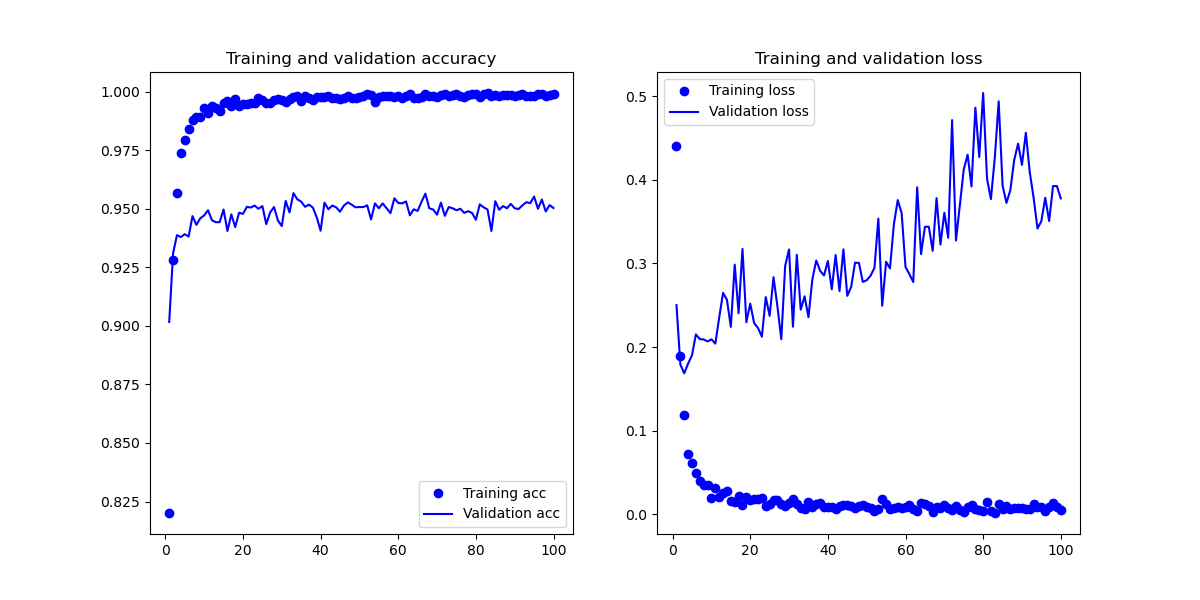 Training and validation accuracy
1.000
0.975
0.950
0.925
0.900
0.875
0.850
0.825
Training acc
Validation acc
0 20 40 60 80 100
Training and validation loss
Training loss
Validation loss
0.5
0.4
0.3
0.2
0.1
0.0
0 20 40 60 80 100